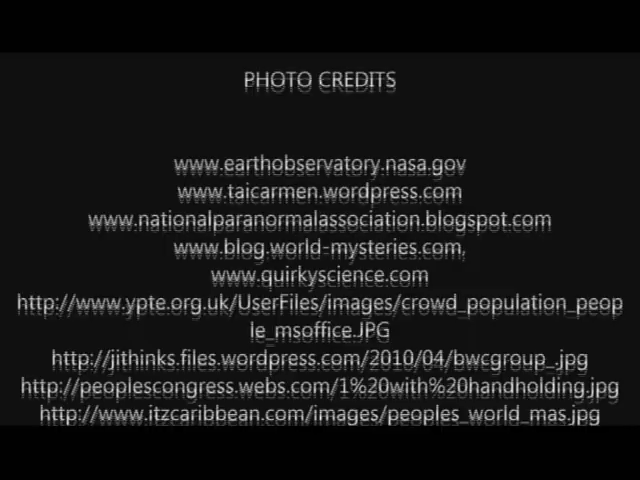 PHOTO CREDITS
www.earthobservatory.nasa.gov
www.taicarmen.wordpress.com
www.nationalparanormalassociation.blogspot.com
www.blog.world-mysteries.com,
www.quirkyscience.com
http://www.ypte.org.uk/UserFiles/images/crowd_population_peop
le_msoffice.JPG
http://jithinks.files.wordpress.com/2010/04/bwcgroup_.jpg
http://peoplescongress.webs.com/1%20with%20handholding.jpg
http://www.itzcaribbean.com/images/peoples_world_mas.jpg